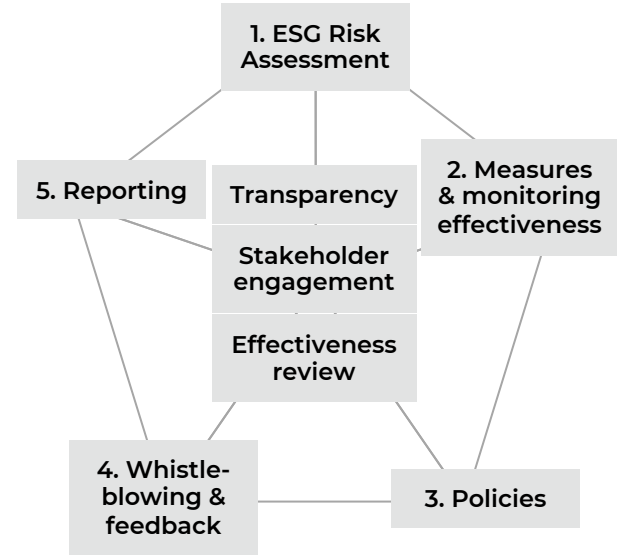 1. ESG Risk
Assessment
5. Reporting
Transparency
2. Measures
& monitoring
effectiveness
Stakeholder
engagement
Effectiveness
review
4. Whistle-
blowing &
feedback
3. Policies